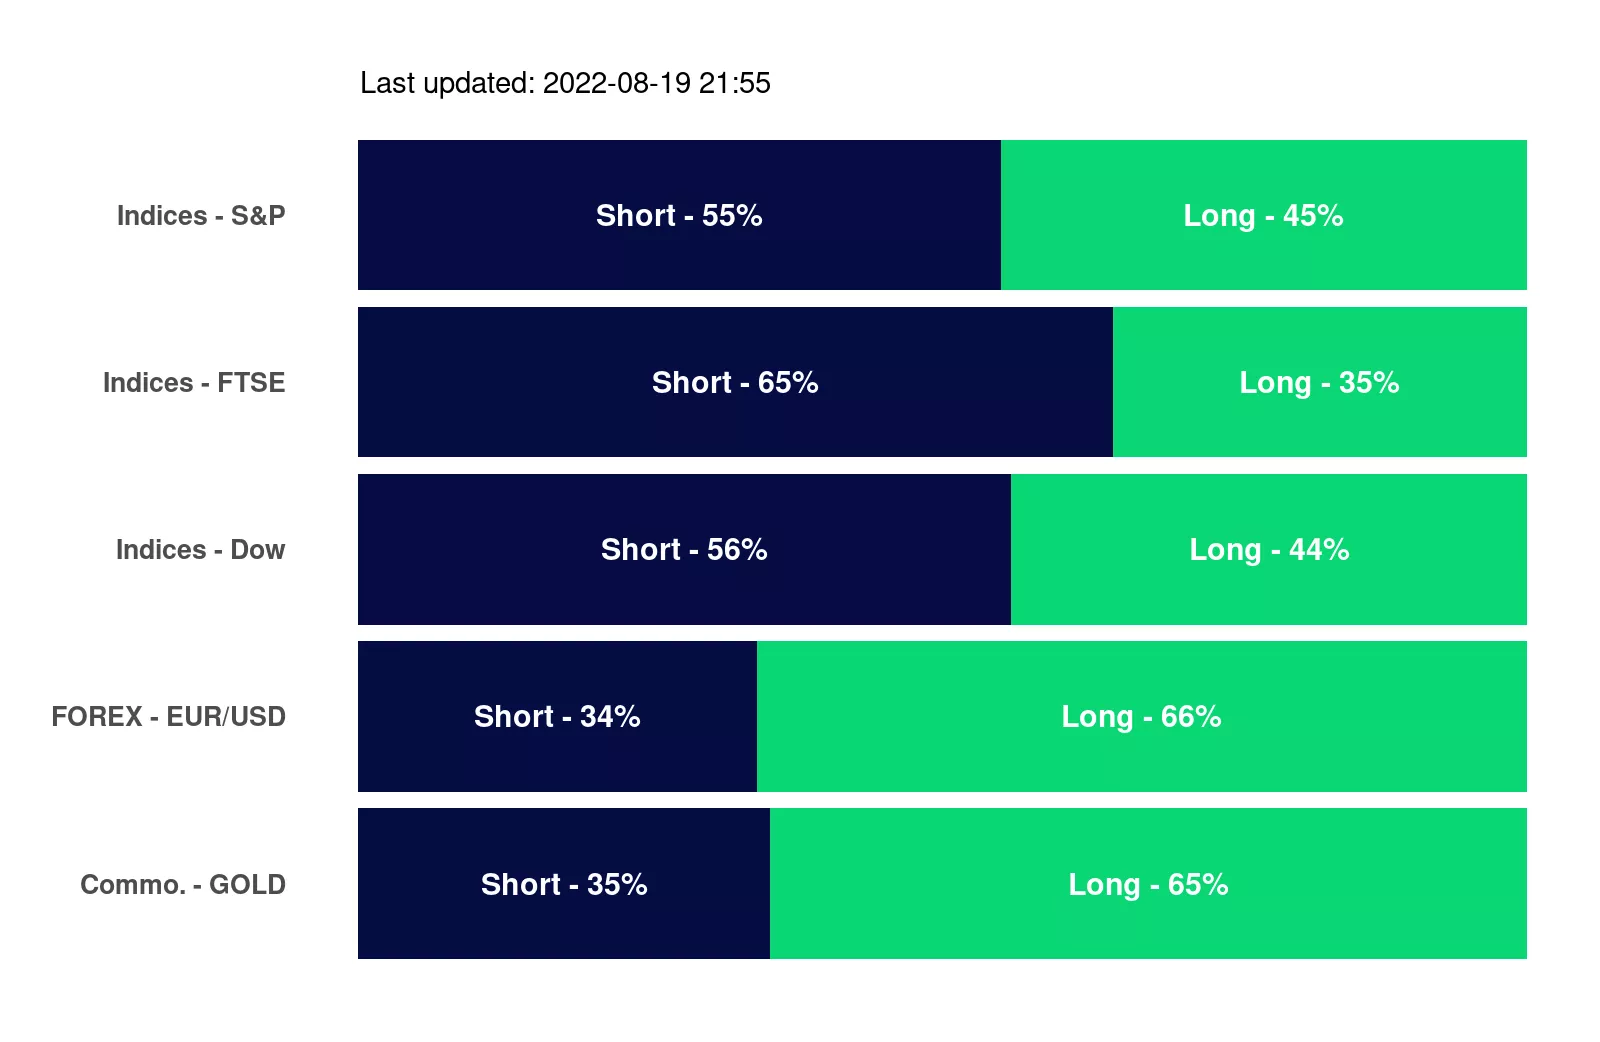 Last updated: 2022-08-19 21:55
Indices - S&P Short - 55% Long - 45%
Indices - FTSE Short - 65% Long - 35%
Indices - Dow Short - 56% Long - 44%
FOREX - EUR/USD Short - 34% Long - 66%
Commo. - GOLD Short - 35% Long - 65%